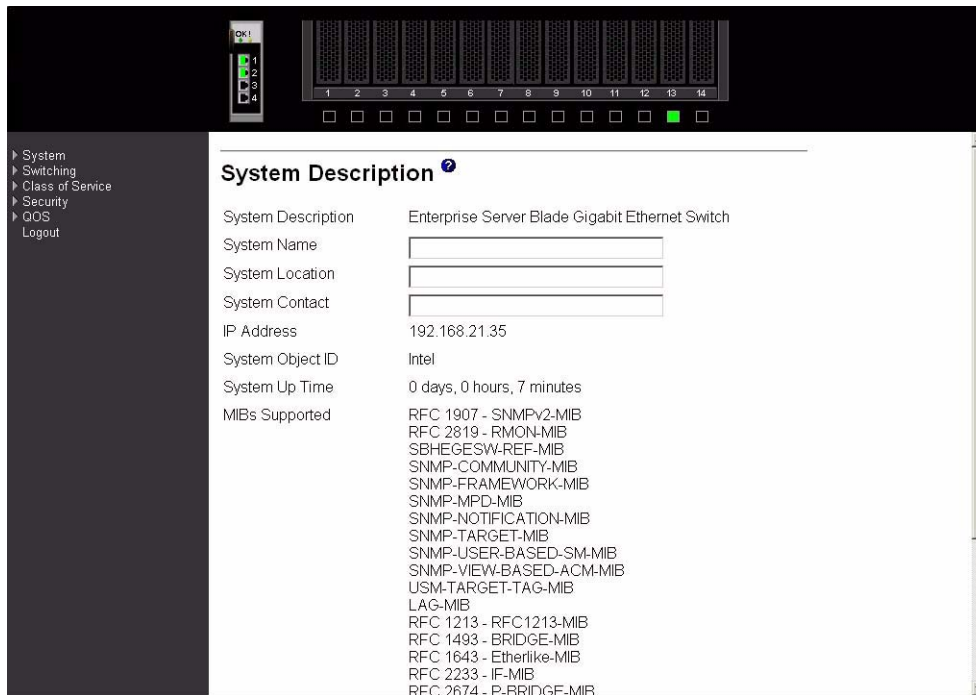 OK!
1
2
3
4
1 2 3 4 5 6 7 8 9 10 11 12 13 14
System
Switching
Class of Service
Security
QOS
Logout
System Description ?
System Description Enterprise Server Blade Gigabit Ethernet Switch
System Name
System Location
System Contact
IP Address 192.168.21.35
System Object ID Intel
System Up Time 0 days, 0 hours, 7 minutes
MIBs Supported RFC 1907 - SNMPv2-MIB
RFC 2819 - RMON-MIB
SBHEGESW-REF-MIB
SNMP-COMMUNITY-MIB
SNMP-FRAMEWORK-MIB
SNMP-MPD-MIB
SNMP-NOTIFICATION-MIB
SNMP-TARGET-MIB
SNMP-USER-BASED-SM-MIB
SNMP-VIEW-BASED-ACM-MIB
USM-TARGET-TAG-MIB
LAG-MIB
RFC 1213 - RFC1213-MIB
RFC 1493 - BRIDGE-MIB
RFC 1643 - Etherlike-MIB
RFC 2233 - IF-MIB
RFC 2674 - P-BRIDGE-MIB